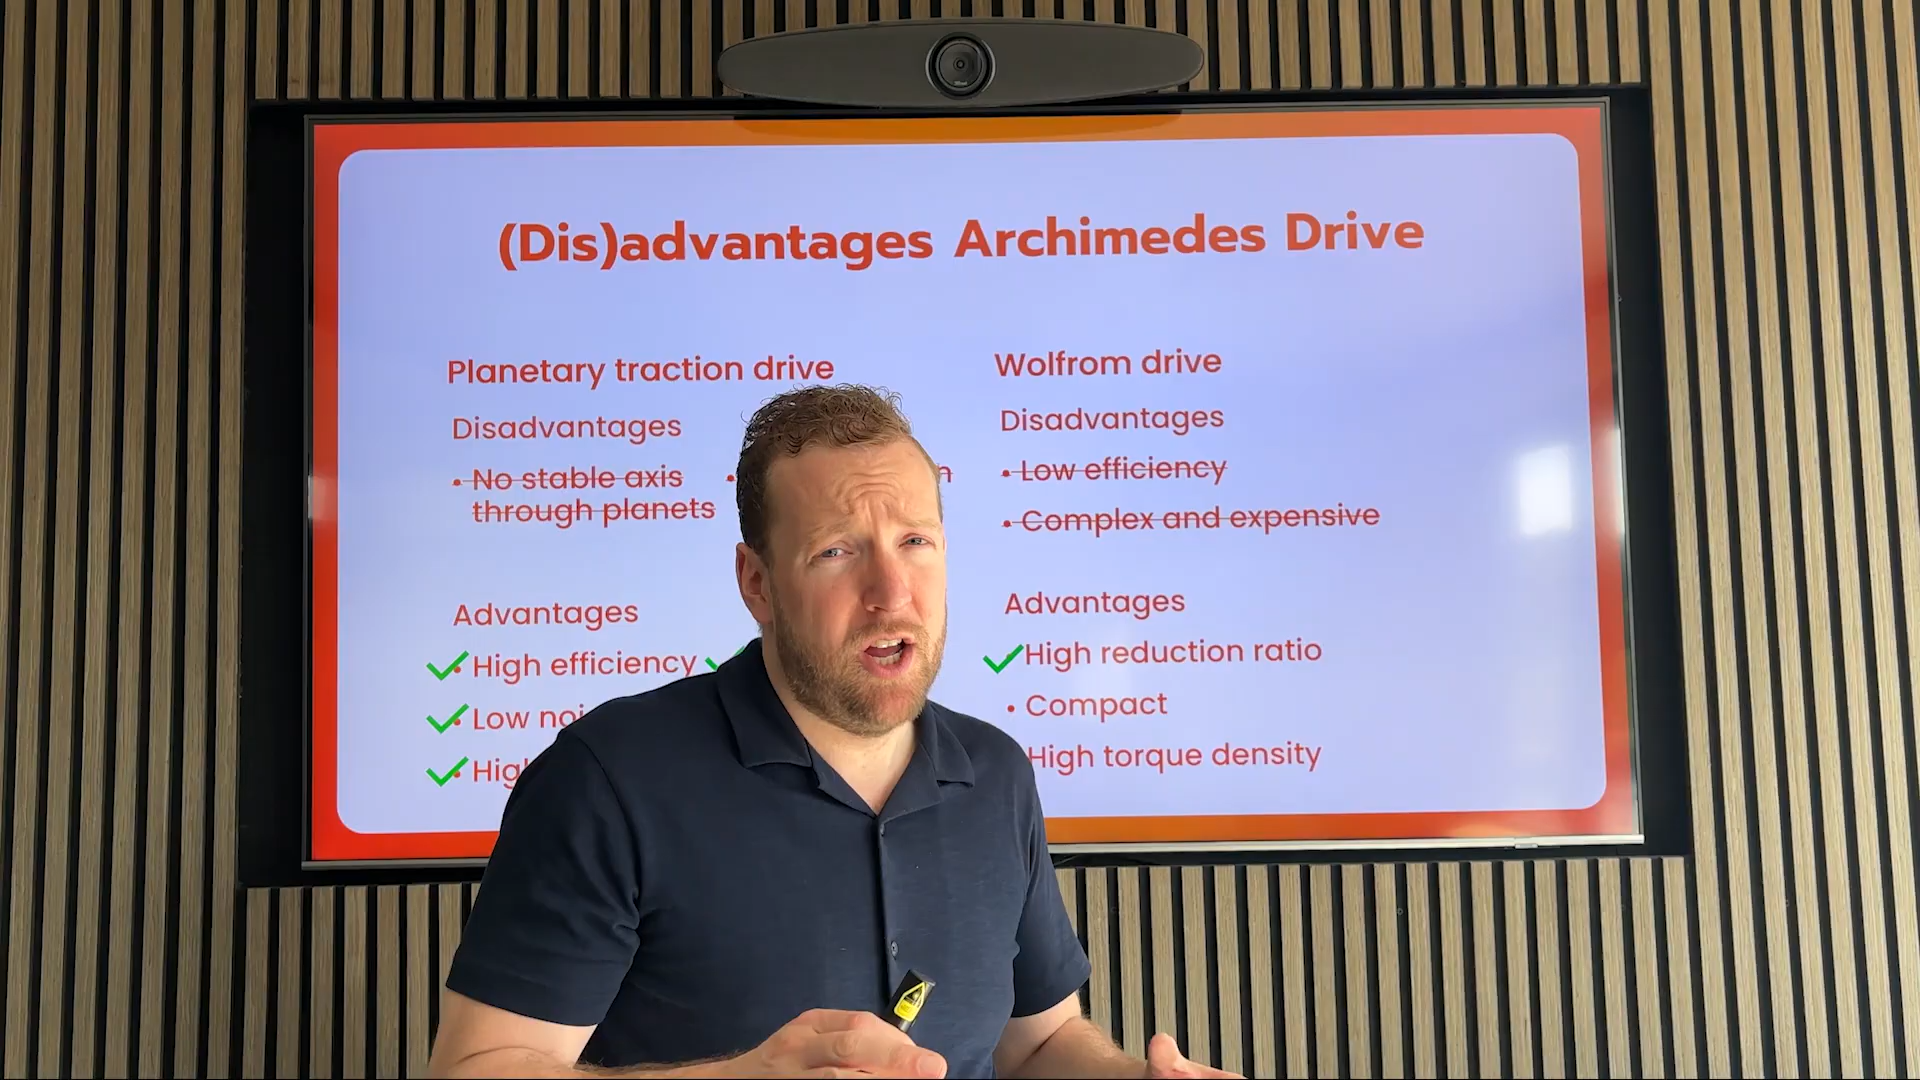 (Dis)advantages Archimedes Drive
Planetary traction drive
Disadvantages
• No stable axis
through planets
Advantages
• High efficiency
Low
Wolfrom drive
Disadvantages
• Low efficiency
• Complex and expensive
Advantages
High reduction ratio
• Compact
High torque density